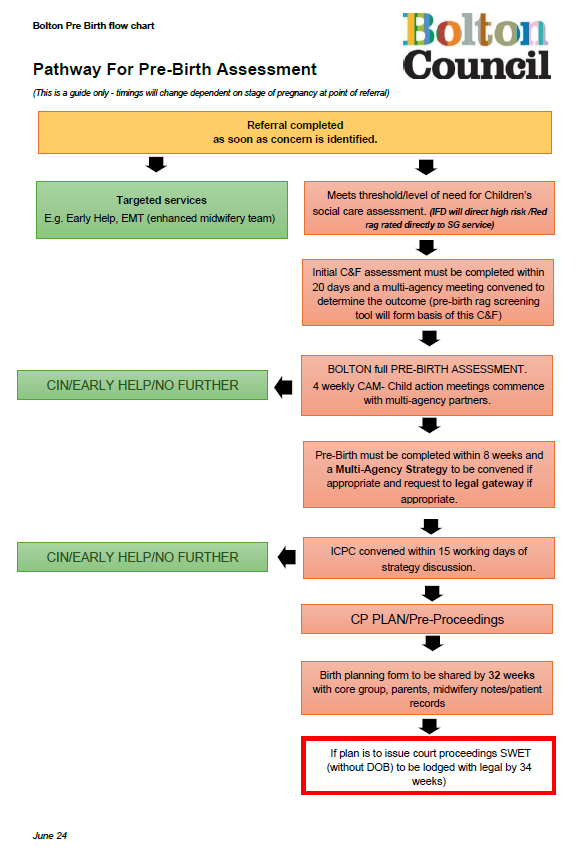 Bolton Pre Birth flow chart
Bolton
Council
Pathway For Pre-Birth Assessment
(This is a guide only - timings will change dependent on stage of pregnancy at point of referral)
Referral completed
as soon as concern is identified.
Targeted services
E.g. Early Help, EMT (enhanced midwifery team)
Meets threshold/level of need for Children's
social care assessment. (IFD will direct high risk /Red
rag rated directly to SG service)
Initial C&F assessment must be completed within
20 days and a multi-agency meeting convened to
determine the outcome (pre-birth rag screening
tool will form basis of this C&F)
CIN/EARLY HELP/NO FURTHER
BOLTON full PRE-BIRTH ASSESSMENT.
4 weekly CAM- Child action meetings commence
with multi-agency partners.
Pre-Birth must be completed within 8 weeks and
a Multi-Agency Strategy to be convened if
appropriate and request to legal gateway if
appropriate.
CIN/EARLY HELP/NO FURTHER
ICPC convened within 15 working days of
strategy discussion.
CP PLAN/Pre-Proceedings
Birth planning form to be shared by 32 weeks
with core group, parents, midwifery notes/patient
records
If plan is to issue court proceedings SWET
(without DOB) to be lodged with legal by 34
weeks)
June 24